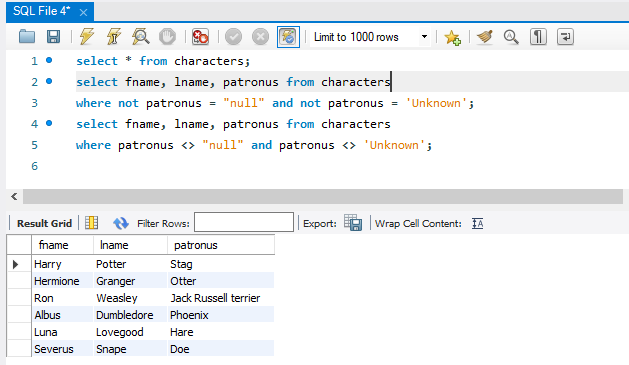 SQL File 4* ×
Limit to 1000 rows
1 select * from characters;
2 select fname, lname, patronus from characters
3 where not patronus = "null" and not patronus = 'Unknown';
4 select fname, lname, patronus from characters
5 where patronus <> "null" and patronus <> 'Unknown';
6
Result Grid Filter Rows: Export: Wrap Cell Content:
fname lname patronus
Harry Potter Stag
Hermione Granger Otter
Ron Weasley Jack Russell terrier
Albus Dumbledore Phoenix
Luna Lovegood Hare
Severus Snape Doe